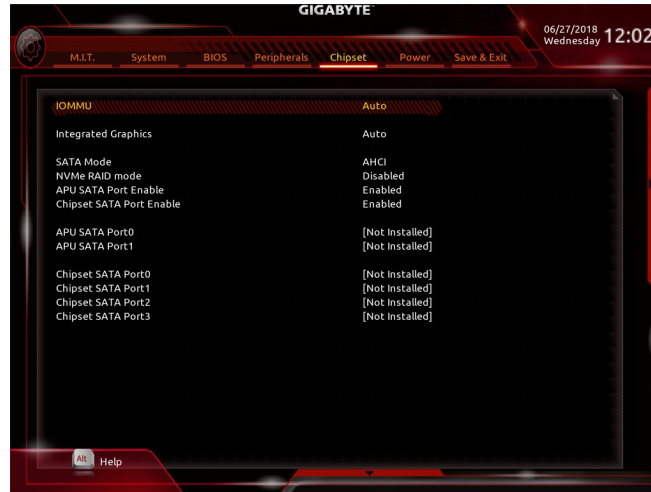 GIGABYTE
06/27/2018
Wednesday 12:02
M.I.T. System BIOS Peripherals Chipset Power Save & Exit
IOMMU Auto
Integrated Graphics Auto
SATA Mode AHCI
NVMe RAID mode Disabled
APU SATA Port Enable Enabled
Chipset SATA Port Enable Enabled
APU SATA Port0 [Not Installed]
APU SATA Port1 [Not Installed]
Chipset SATA Port0 [Not Installed]
Chipset SATA Port1 [Not Installed]
Chipset SATA Port2 [Not Installed]
Chipset SATA Port3 [Not Installed]
Alt Help